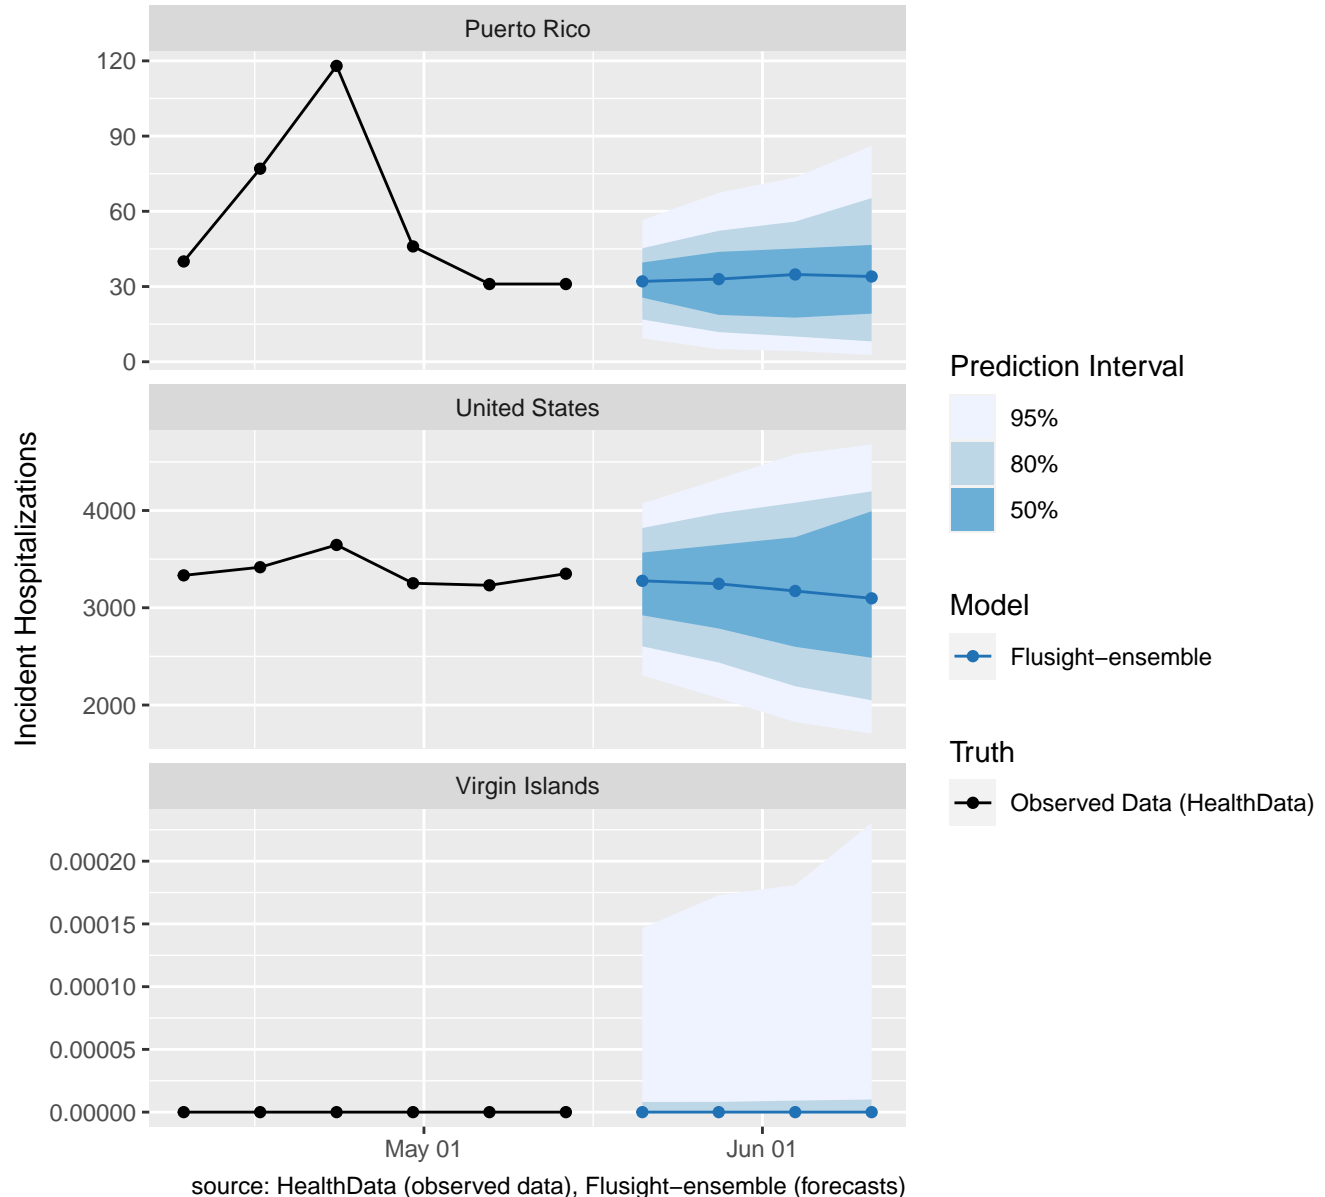 Puerto Rico
120
90
60
30
0
United States
4000
3000
2000
Virgin Islands
0.00020
0.00015
0.00010
0.00005
0.00000
May 01
Jun 01
Incident Hospitalizations
source: HealthData (observed data), Flusight−ensemble (forecasts)
Prediction Interval
95%
80%
50%
Model
Flusight−ensemble
Truth
Observed Data (HealthData)